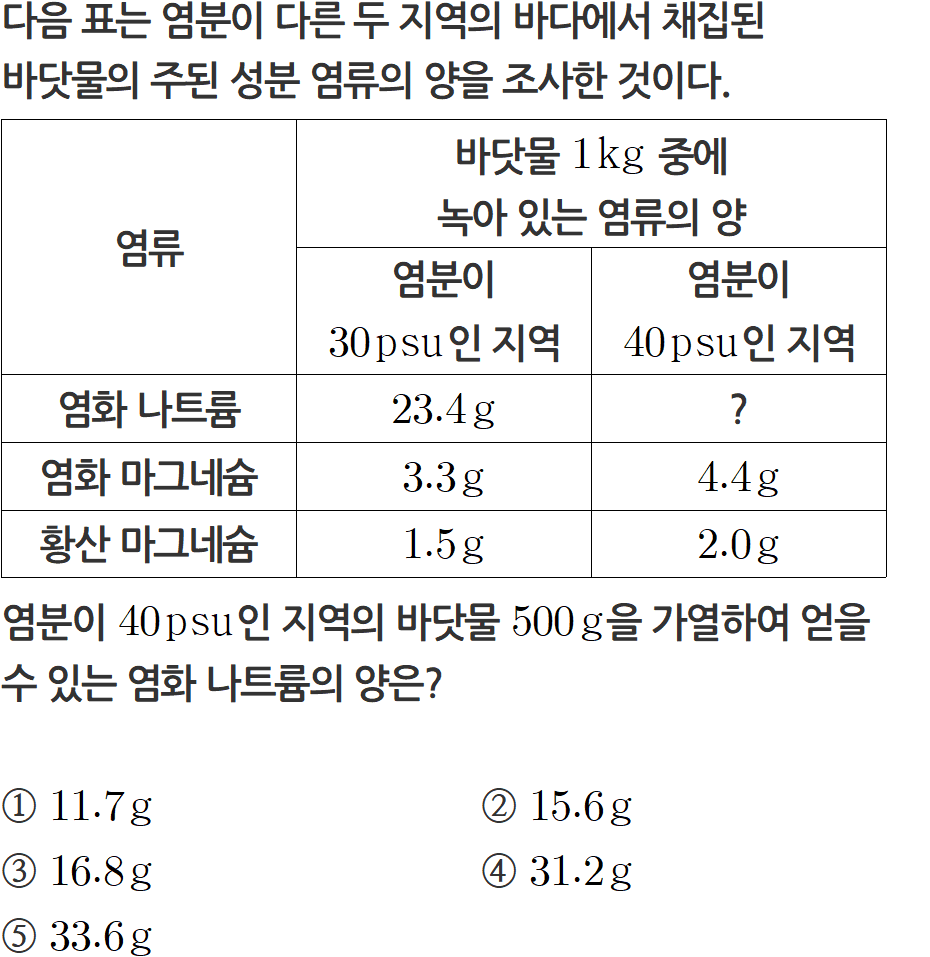 다음 표는 염분이 다른 두 지역의 바다에서 채집된
바닷물의 주된 성분 염류의 양을 조사한 것이다.
염류
바닷물 1kg 중에
녹아 있는 염류의 양
염분이
30psu인 지역
염분이
40psu인 지역
염화 나트륨
23.4g
?
염화 마그네슘
3.3g
4.4g
황산 마그네슘
1.5g
2.0g
염분이 40psu인 지역의 바닷물 500g을 가열하여 얻을
수 있는 염화 나트륨의 양은?
① 11.7g
② 15.6g
③ 16.8g
④ 31.2g
⑤ 33.6g